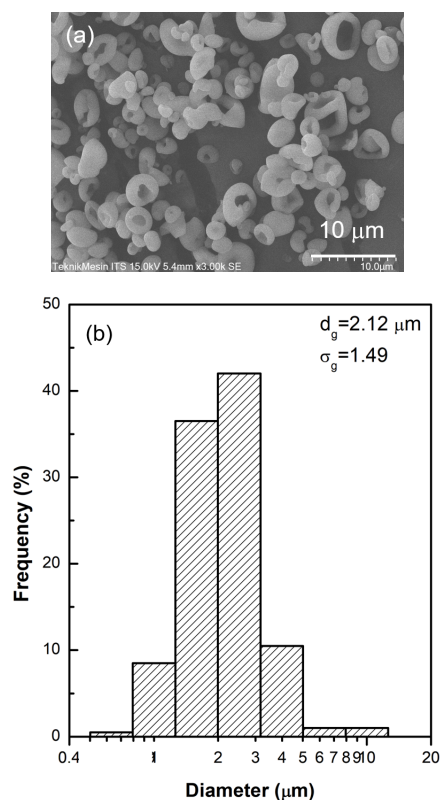 (a)
10 μm
TeknikMesin ITS 15.0kV 5.4mm x3.00k SE
10.0μm
50
(b)
d_g=2.12 μm
σ_g=1.49
40
30
20
10
0
Frequency (%)
0.4 1 2 3 4 5 6 7 8 9 10 20
Diameter (μm)